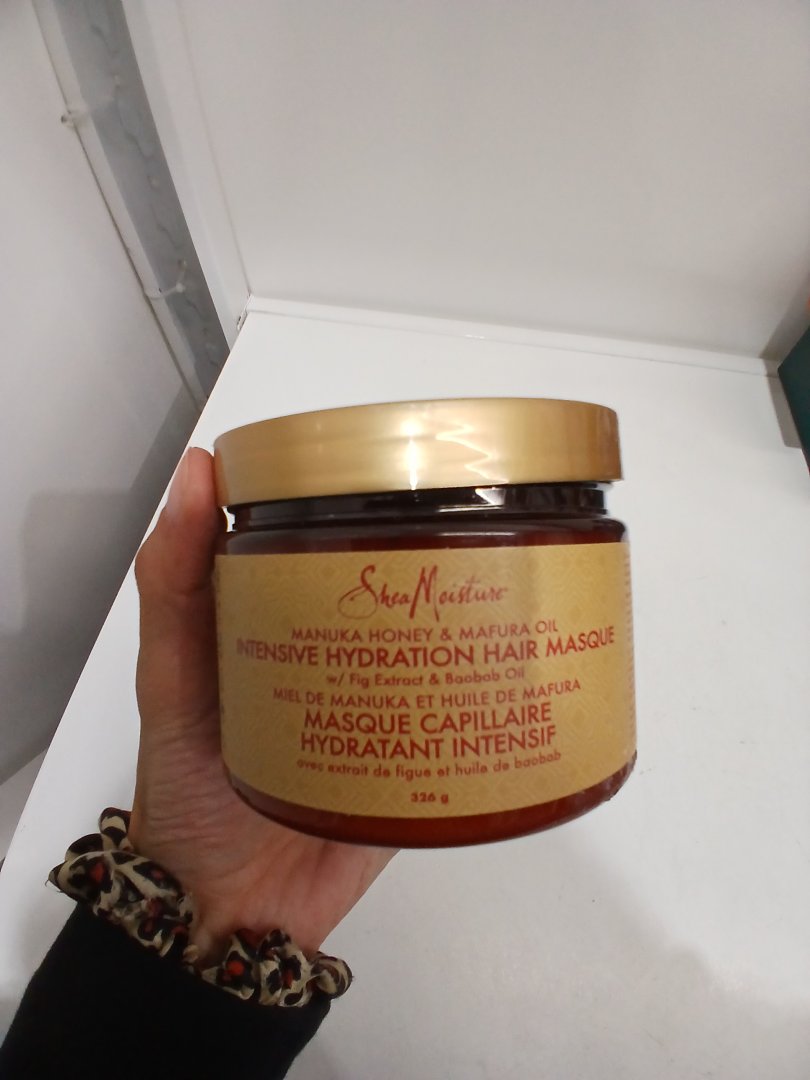 SheaMoisture
MANUKA HONEY & MAFURA OIL
INTENSIVE HYDRATION HAIR MASQUE
w/ Fig Extract & Baobab Oil
MIEL DE MANUKA ET HUILE DE MAFURA
MASQUE CAPILLAIRE
HYDRATANT INTENSIF
avec extrait de figue et huile de baobab
326 g